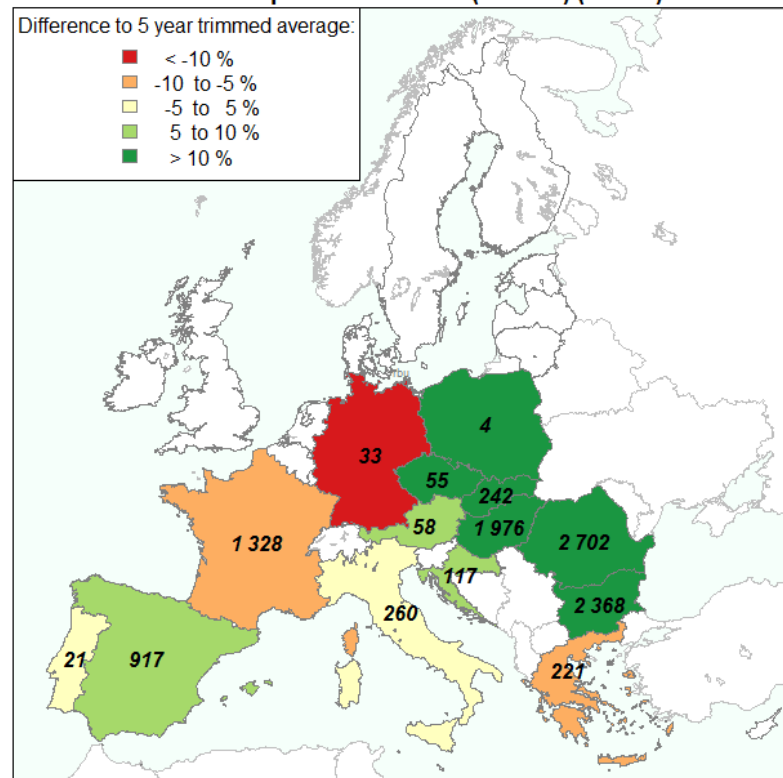 Difference to 5 year trimmed average:
< -10 %
-10 to -5 %
-5 to 5 %
5 to 10 %
> 10 %
4
33
55
242
58
1 976
2 702
1 328
117
2 368
260
21
917
221